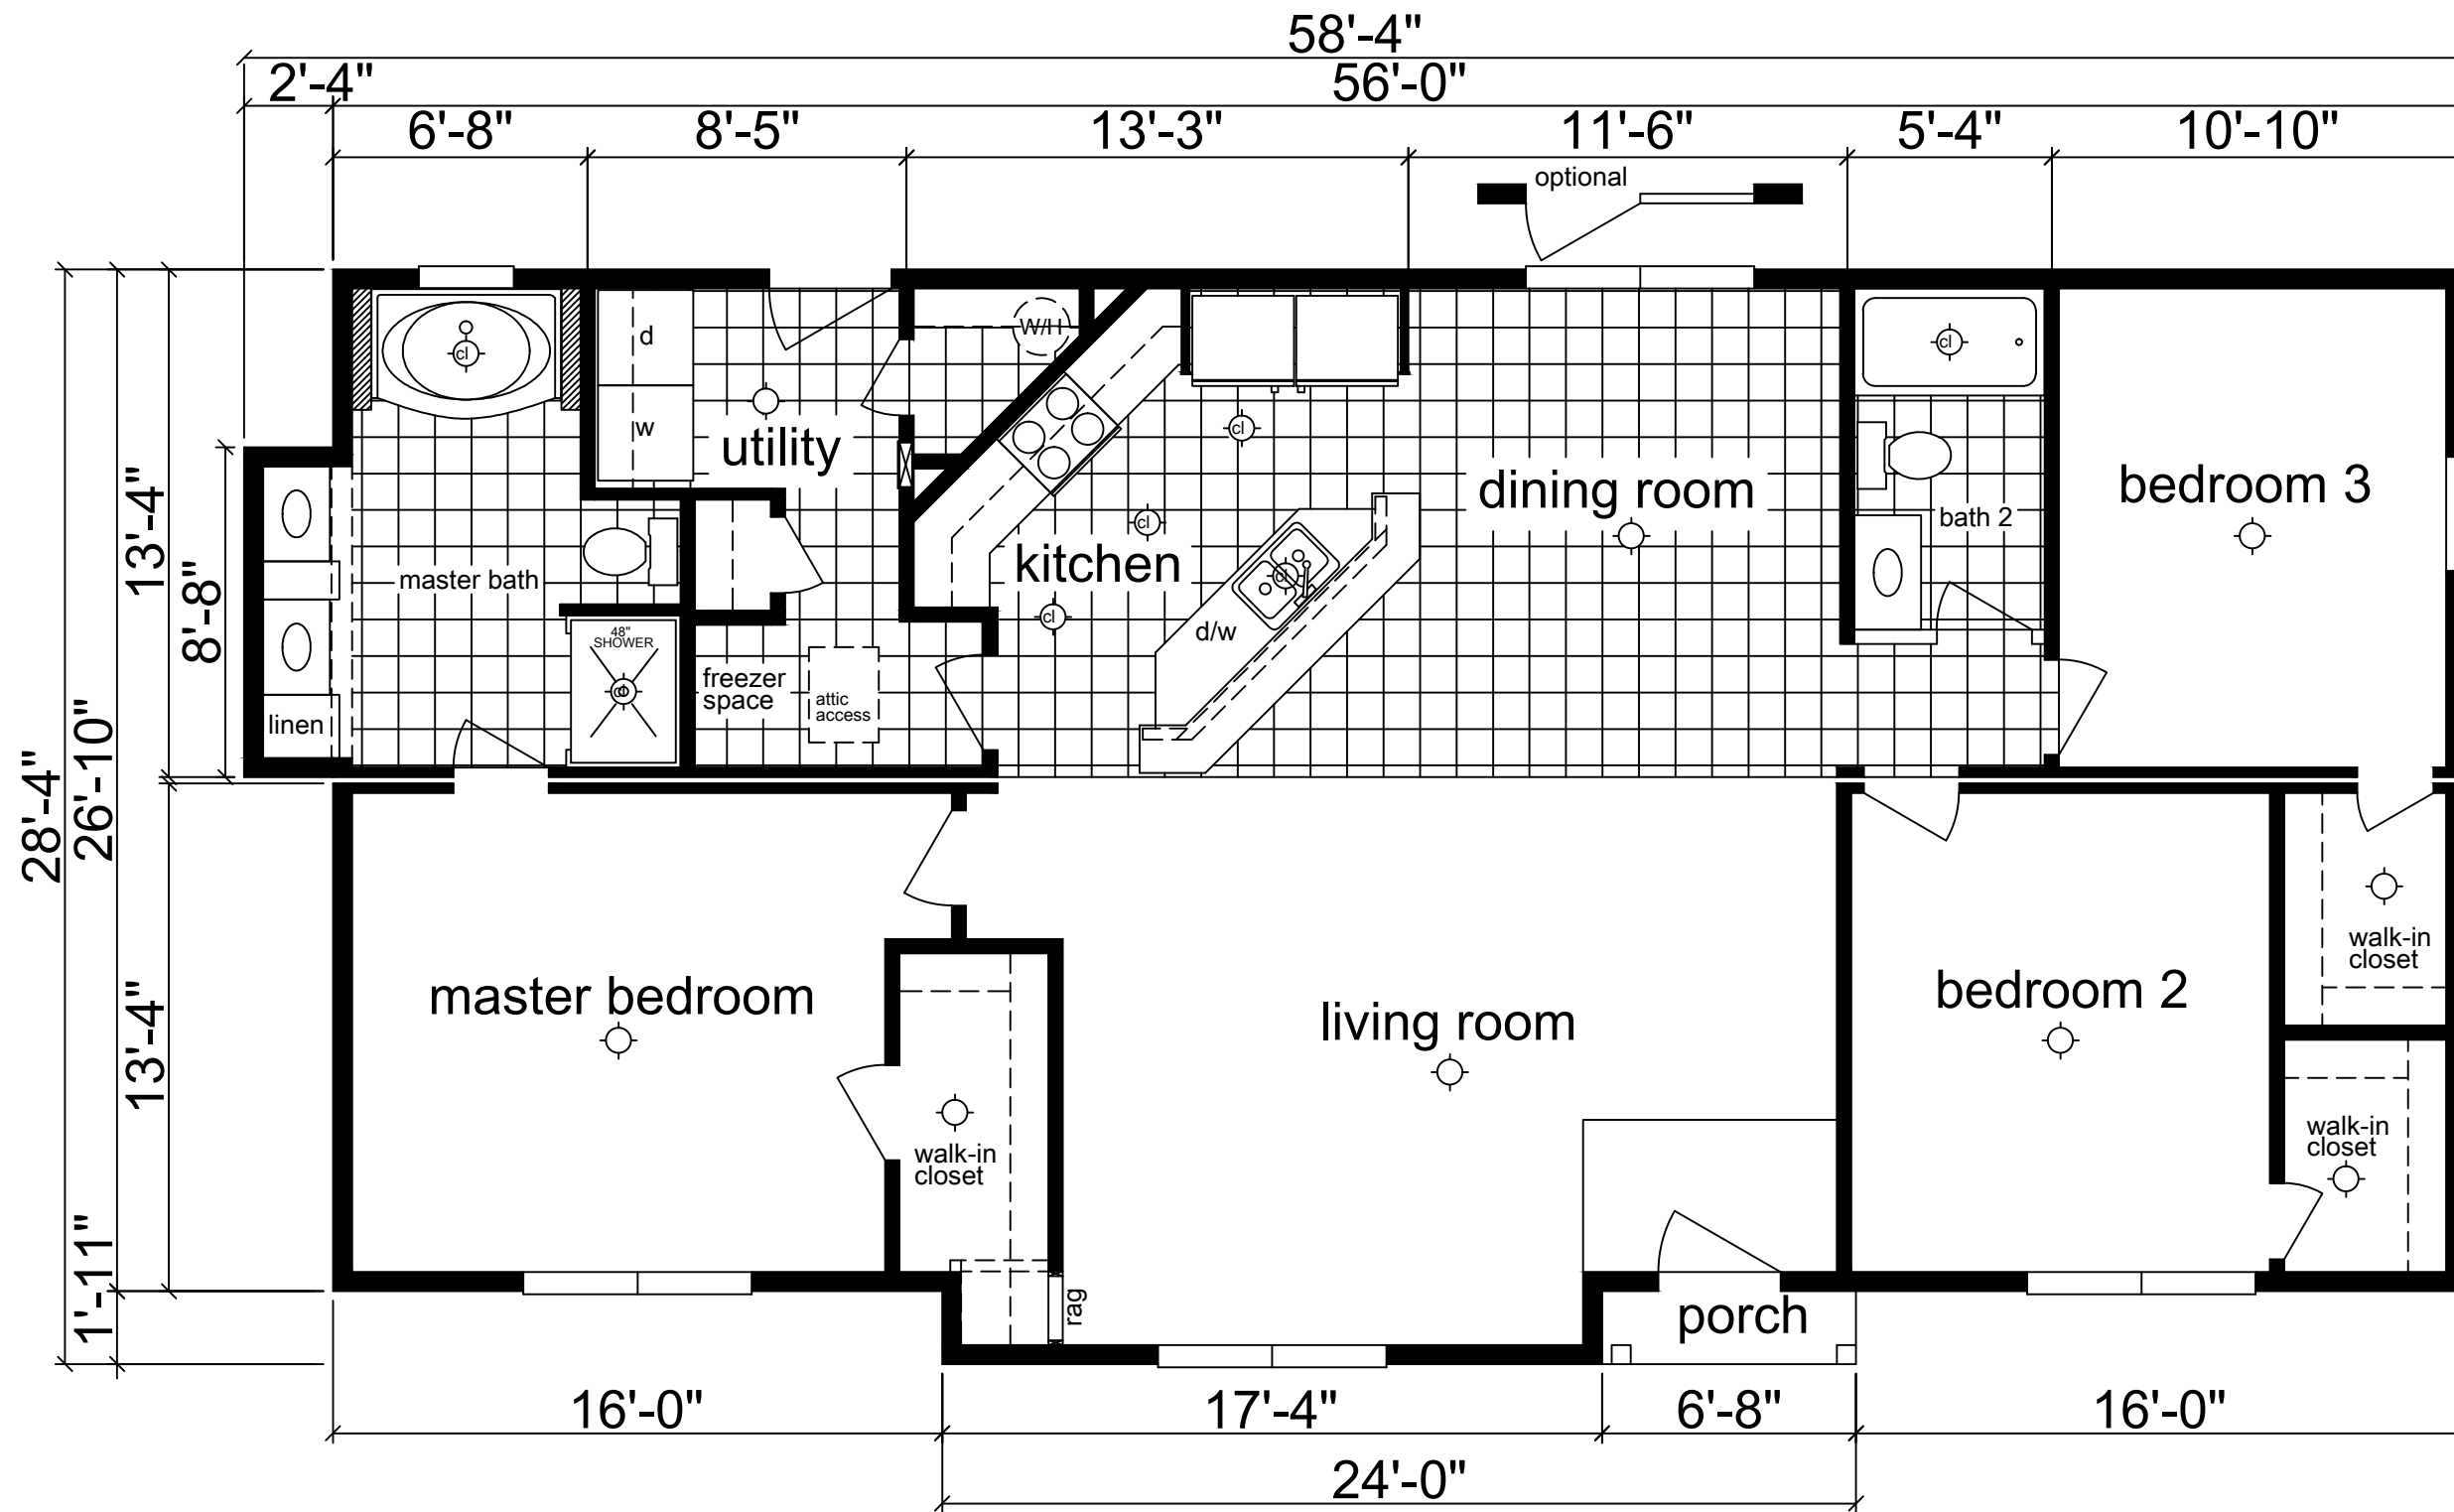 58'-4"
2'-4"
56'-0"
6'-8"
8'-5"
13'-3"
11'-6"
5'-4"
10'-10"
optional
d
W/H
cl
cl
w
utility
cl
dining room
bedroom 3
cl
bath 2
kitchen
cl
master bath
cl
d/w
48"
SHOWER
cl
freezer
space
attic
access
linen
13'-4"
8'-8"
28'-4"
26'-10"
13'-4"
1'-11"
walk-in
closet
master bedroom
bedroom 2
living room
walk-in
closet
walk-in
closet
rag
porch
16'-0"
17'-4"
6'-8"
16'-0"
24'-0"